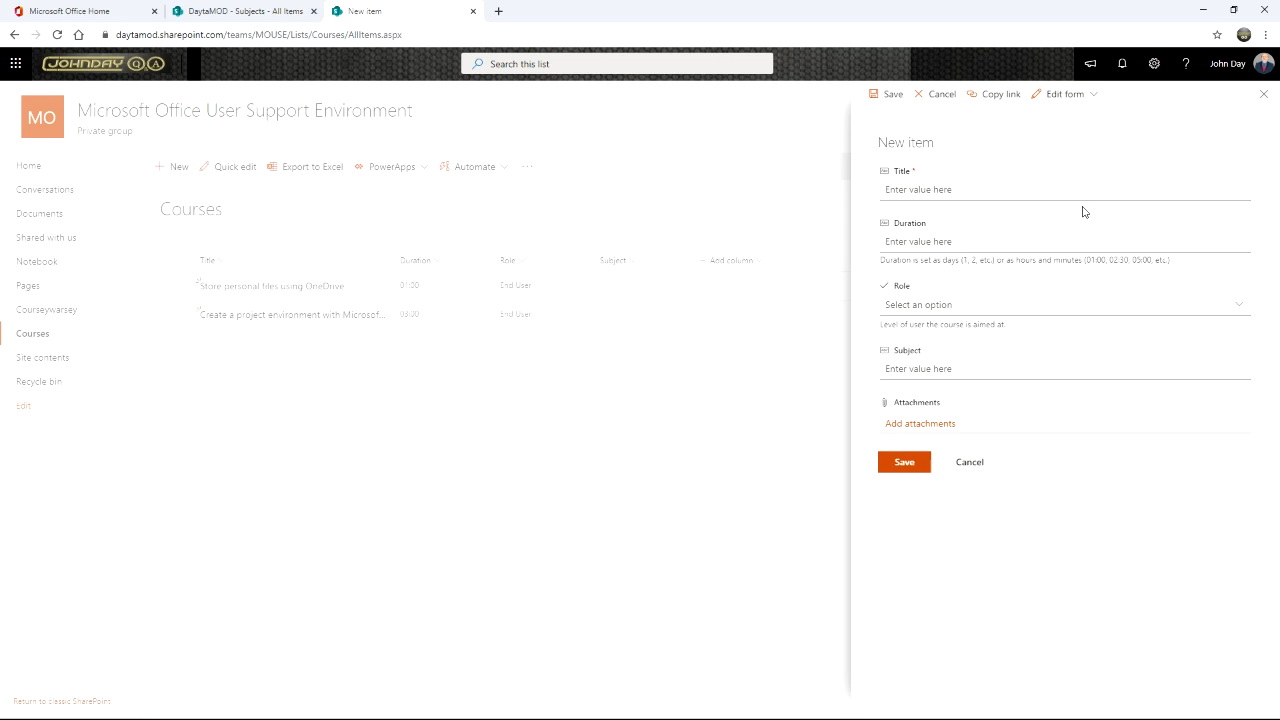 Microsoft Office Home
DaytaMOD - Subjects - All Items
New item
daytamod.sharepoint.com/teams/MOUSE/Lists/Courses/AllItems.aspx
JOHNDAY Q A
Search this list
John Day
MO
Microsoft Office User Support Environment
Private group
Home
Conversations
Documents
Shared with us
Notebook
Pages
Courseywarsey
Courses
Site contents
Recycle bin
Edit
Return to classic SharePoint
New
Quick edit
Export to Excel
PowerApps
Automate
Courses
Title Duration Role Subject Add column
Store personal files using OneDrive 01:00 End User
Create a project environment with Microsof... 03:00 End User
Save
Cancel
Copy link
Edit form
New item
Title *
Enter value here
Duration
Enter value here
Duration is set as days (1, 2, etc.) or as hours and minutes (01:00, 02:30, 05:00, etc.)
Role
Select an option
Level of user the course is aimed at.
Subject
Enter value here
Attachments
Add attachments
Save
Cancel